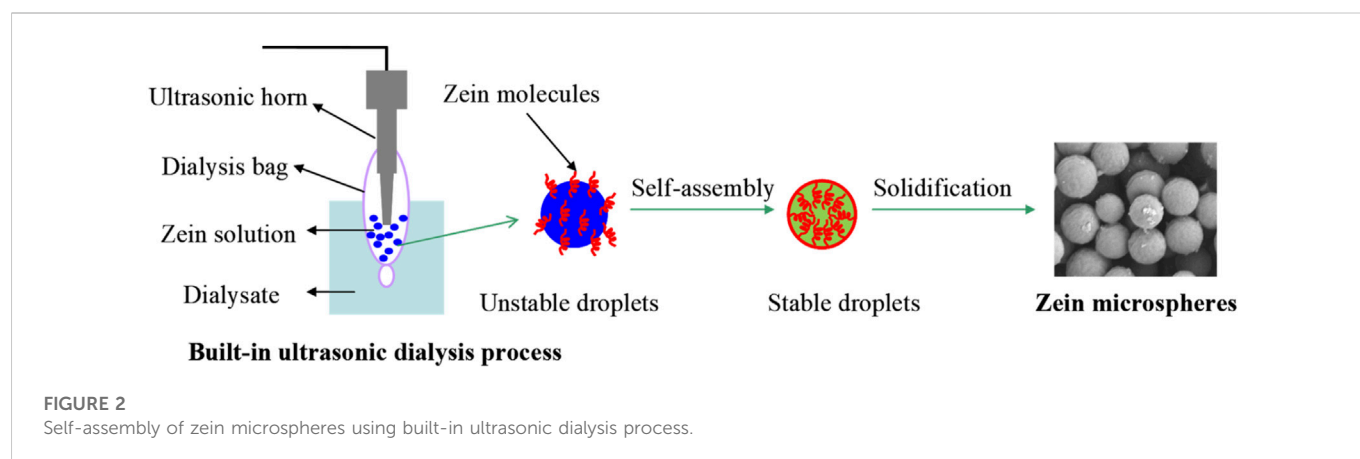 Ultrasonic horn
Dialysis bag
Zein solution
Dialysate
Built-in ultrasonic dialysis process
Zein molecules
Unstable droplets
Self-assembly
Stable droplets
Solidification
Zein microspheres
FIGURE 2
Self-assembly of zein microspheres using built-in ultrasonic dialysis process.